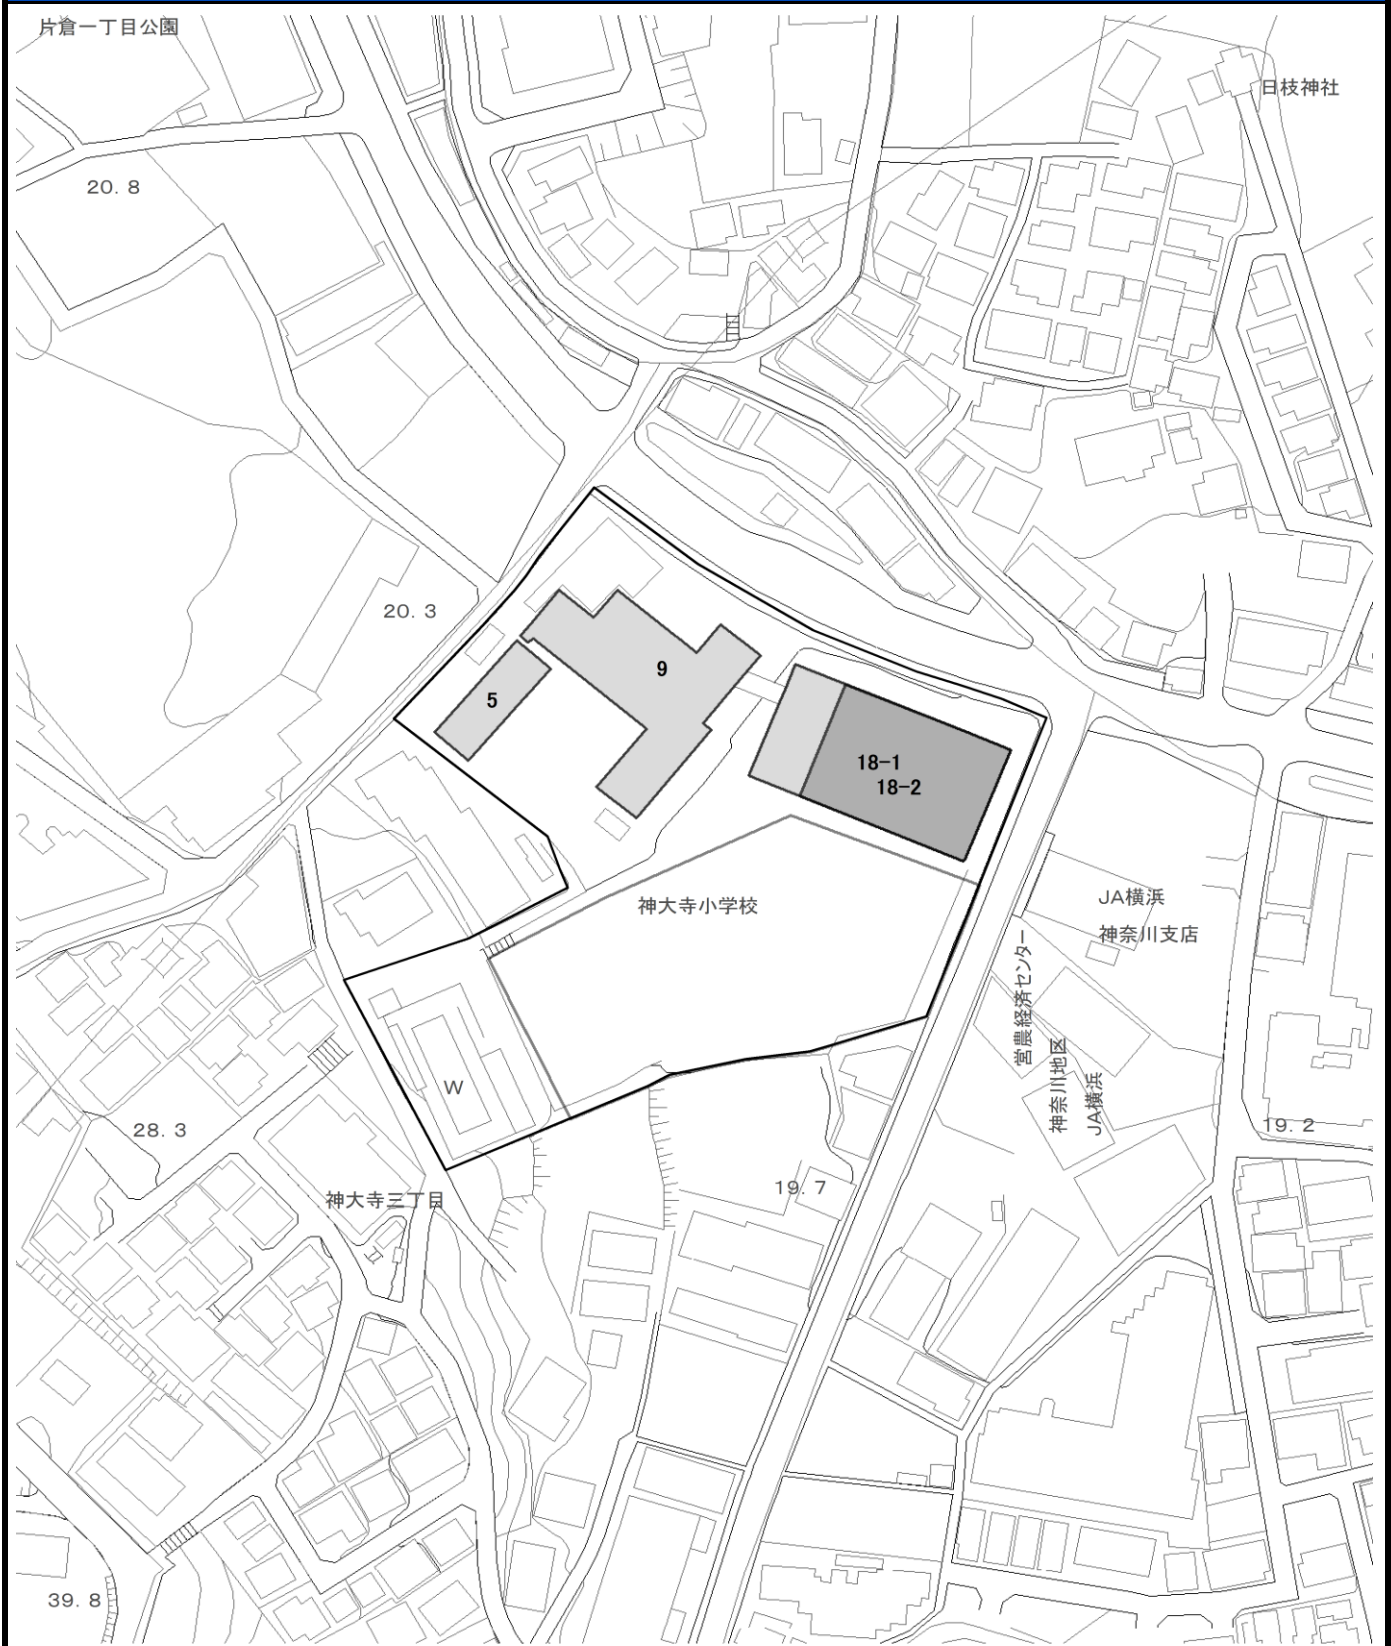 片倉一丁目公園
日枝神社
20.8
20.3
9
5
18-1
18-2
神大寺小学校
JA横浜
神奈川支店
営農経済センター
神奈川地区
JA横浜
W
28.3
19.2
神大寺三丁目
19.7
39.8